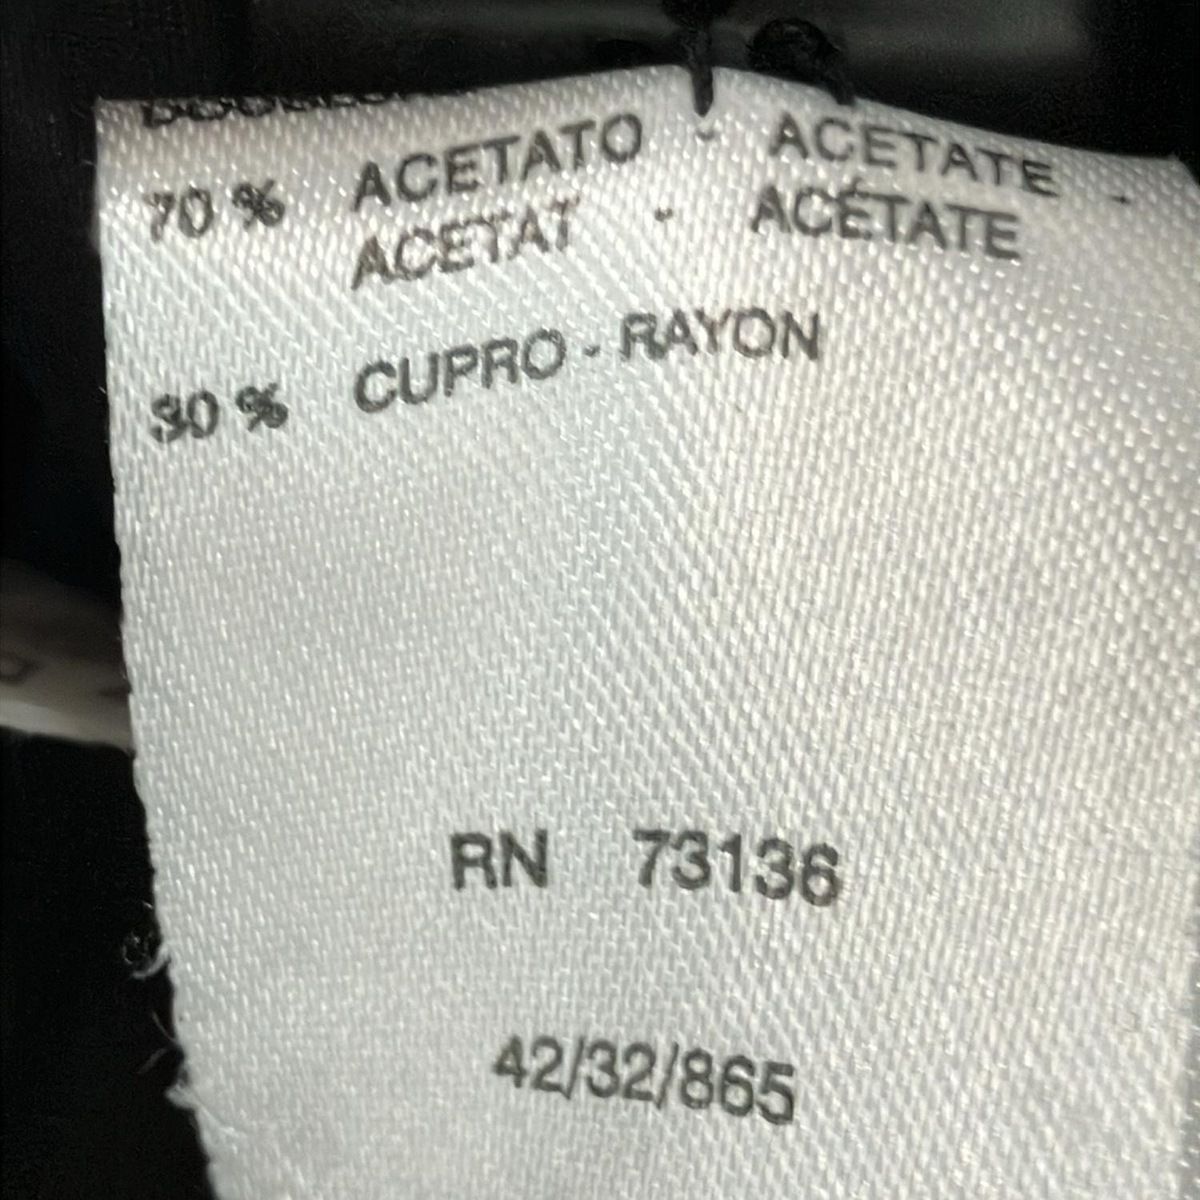 70 % ACETATO - ACETATE -
ACETAT - ACÉTATE
30 % CUPRO - RAYON
RN 73136
42/32/865